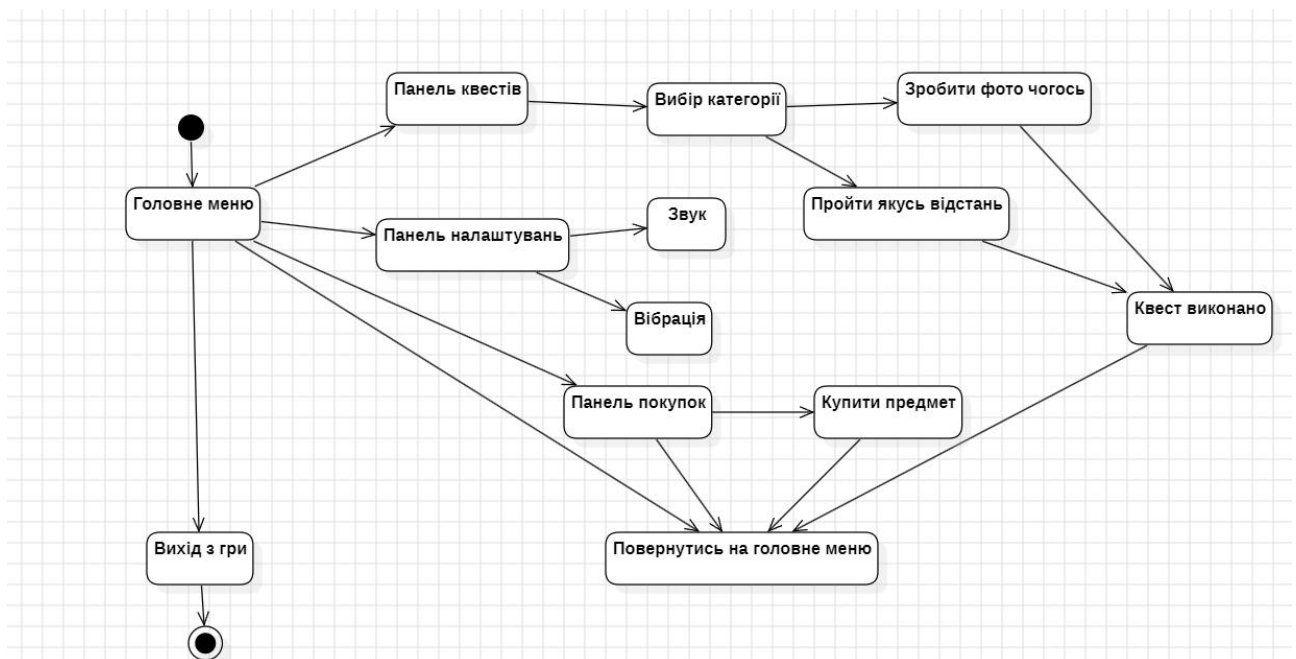 Панель квестів
Вибір категорії
Зробити фото чогось
Головне меню
Пройти якусь відстань
Панель налаштувань
Звук
Вібрація
Квест виконано
Панель покупок
Купити предмет
Вихід з гри
Повернутись на головне меню